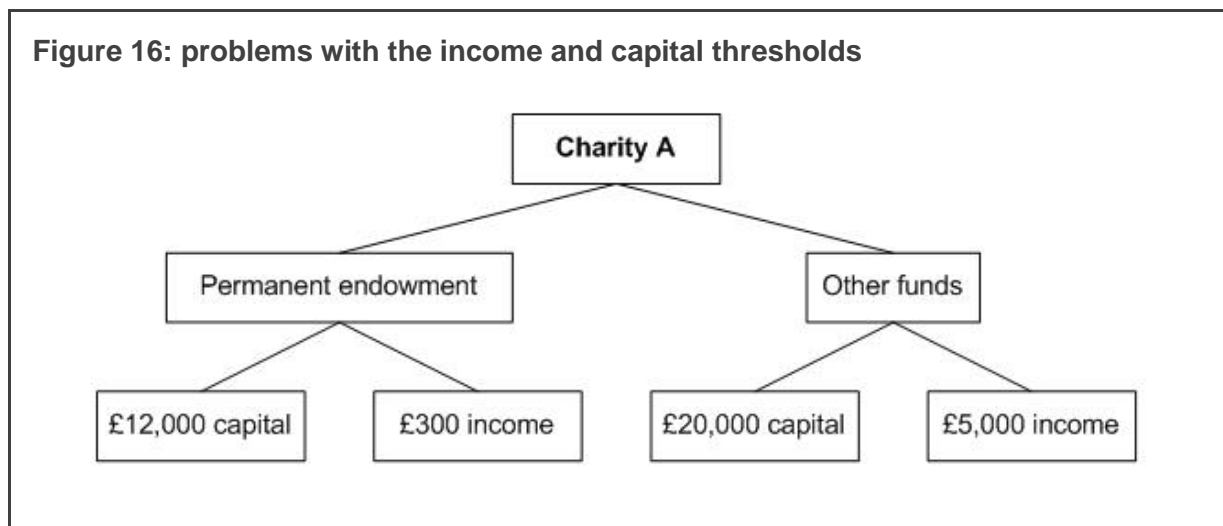 Figure 16: problems with the income and capital thresholds
Charity A
Permanent endowment
Other funds
£12,000 capital
£300 income
£20,000 capital
£5,000 income